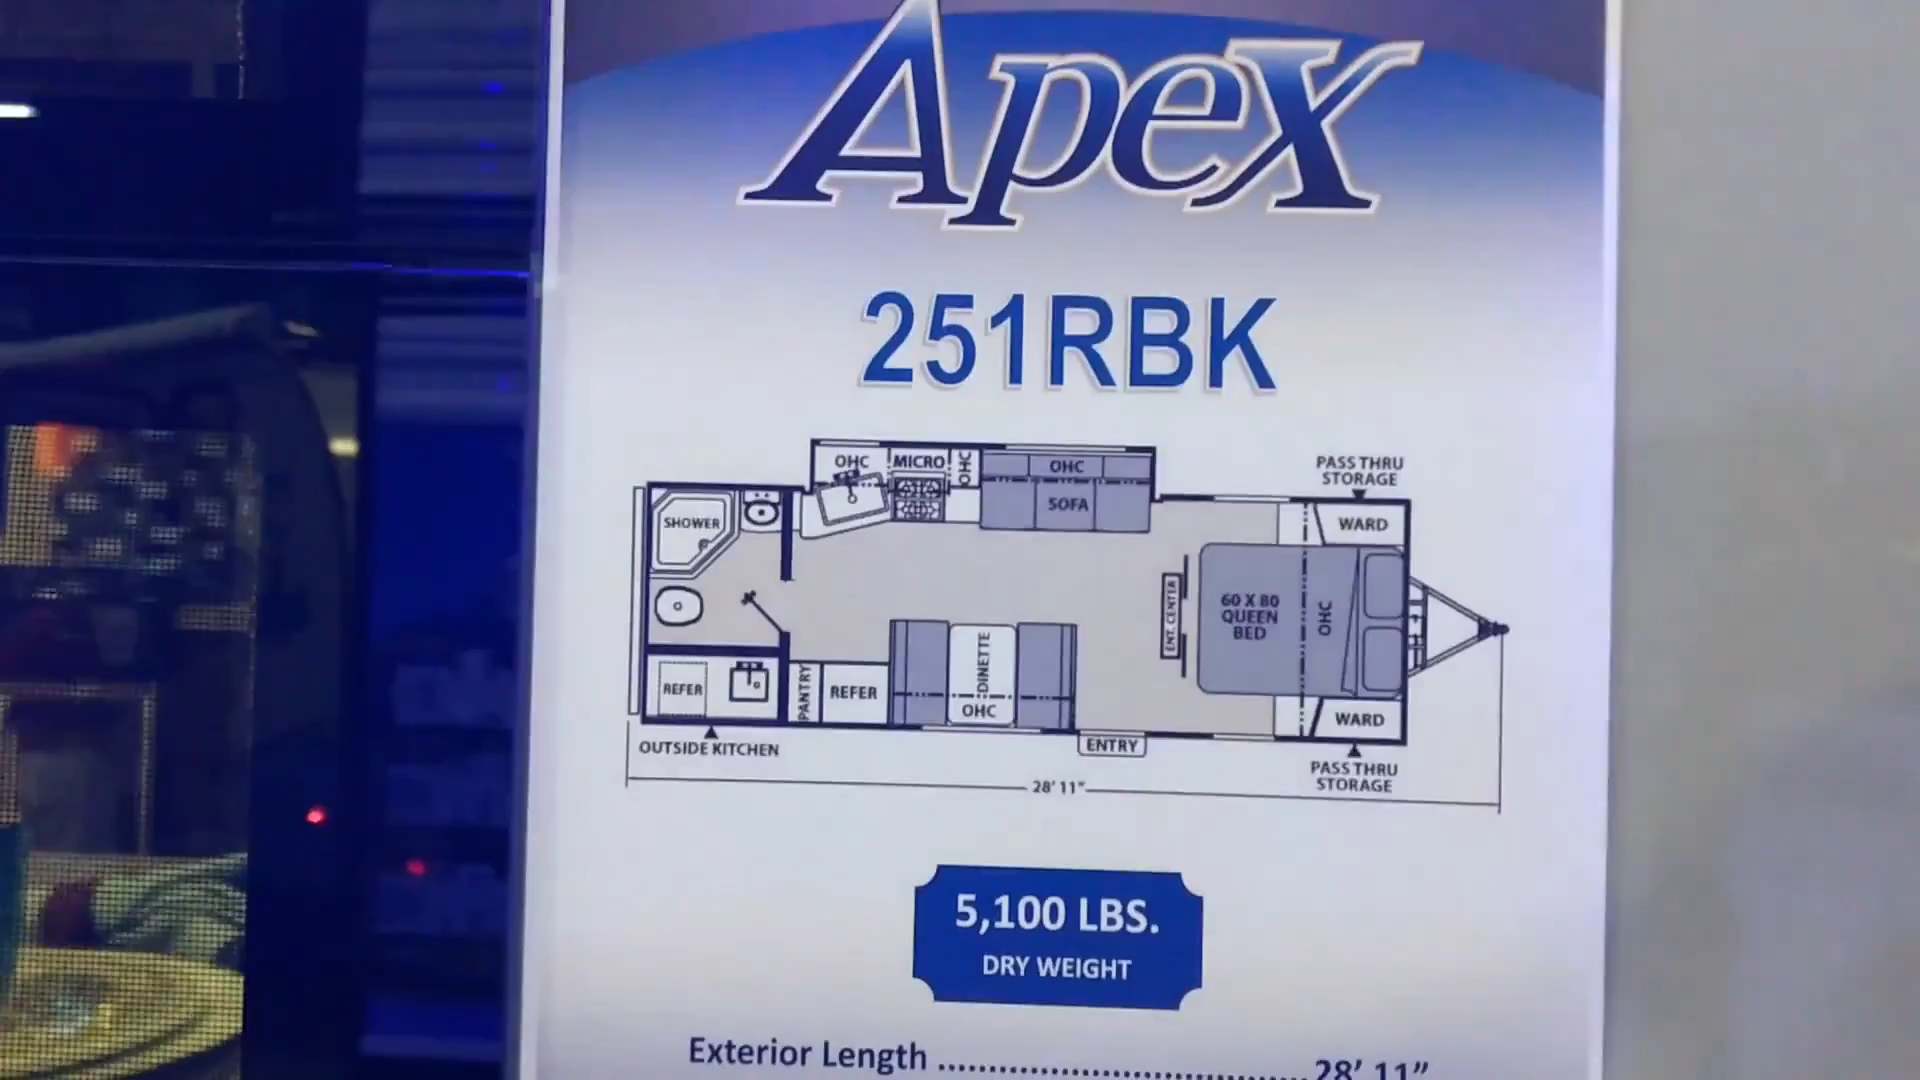 Apex
251RBK
OHC
MICRO
OHC
OHC
SOFA
PASS THRU
STORAGE
SHOWER
WARD
ENT. CENTER
60 X 80
QUEEN
BED
OHC
REFER
PANTRY
REFER
DINETTE
OHC
WARD
OUTSIDE KITCHEN
ENTRY
PASS THRU
STORAGE
28' 11"
5,100 LBS.
DRY WEIGHT
Exterior Length ........................................ 28' 11"